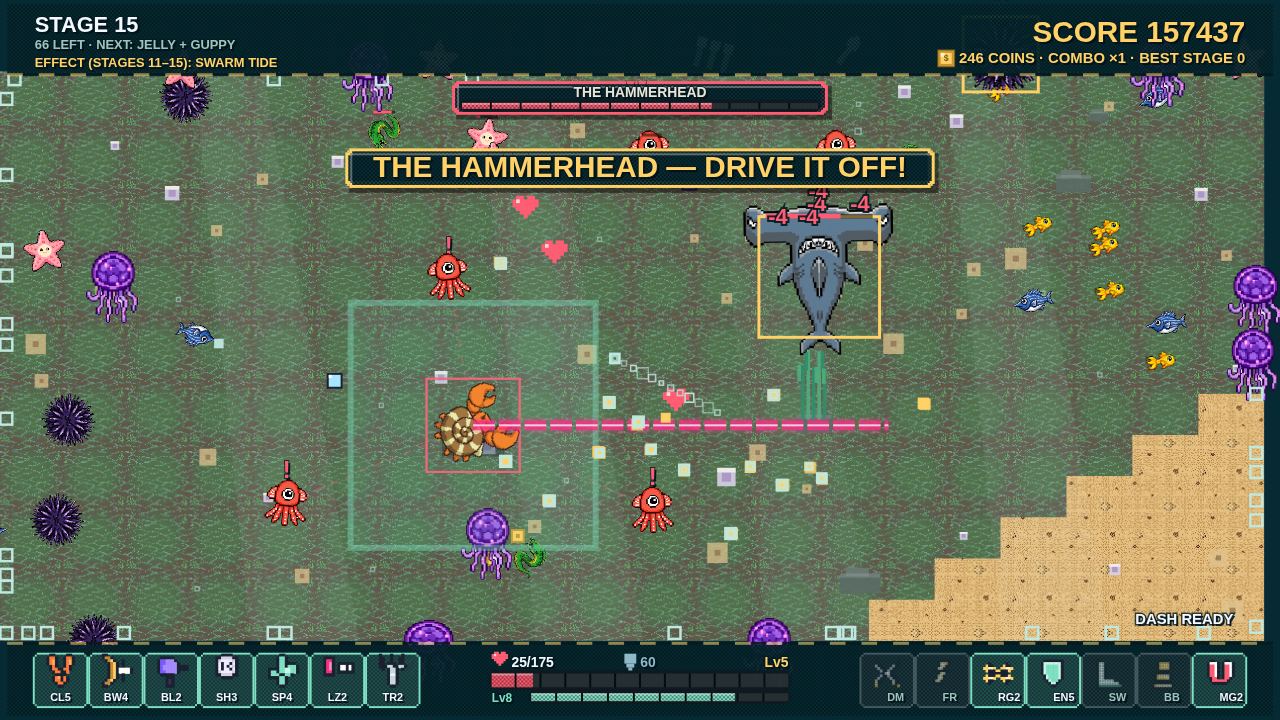 STAGE 15
66 LEFT · NEXT: JELLY + GUPPY
EFFECT (STAGES 11–15): SWARM TIDE
SCORE 157437
$ 246 COINS · COMBO ×1 · BEST STAGE 0
THE HAMMERHEAD
THE HAMMERHEAD — DRIVE IT OFF!
-4
-4
-4
-4
-4
DASH READY
CL5
BW4
BL2
SH3
SP4
LZ2
TR2
25/175
60
Lv5
Lv8
DM
FR
RG2
EN5
SW
BB
MG2